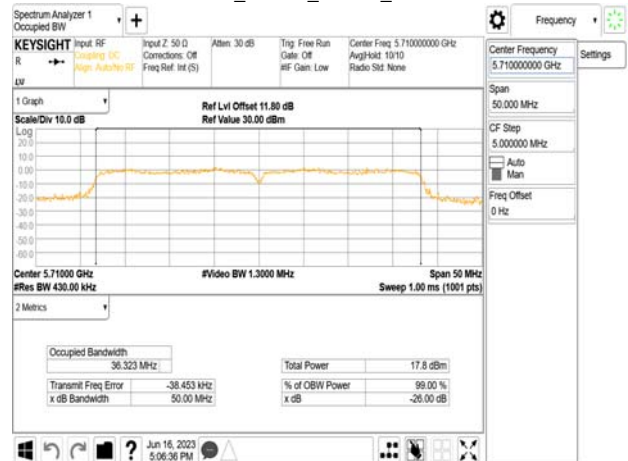 Spectrum Analyzer 1
Occupied BW
Frequency
KEYSIGHT
R
Input: RF
Coupling: DC
Align: Auto/No RF
Input Z: 50 Ω
Corrections: Off
Freq Ref: Int (S)
Atten: 30 dB
Trig: Free Run
Gate: Off
#IF Gain: Low
Center Freq: 5.710000000 GHz
Avg|Hold: 10/10
Radio Std: None
Center Frequency
5.710000000 GHz
Settings
Span
50.000 MHz
CF Step
5.000000 MHz
Auto
Man
Freq Offset
0 Hz
1 Graph
Scale/Div 10.0 dB
Ref Lvl Offset 11.80 dB
Ref Value 30.00 dBm
Log
20.0
10.0
0.00
-10.0
-20.0
-30.0
-40.0
-50.0
-60.0
Center 5.71000 GHz
#Res BW 430.00 kHz
#Video BW 1.3000 MHz
Span 50 MHz
Sweep 1.00 ms (1001 pts)
2 Metrics
Occupied Bandwidth
36.323 MHz
Total Power 17.8 dBm
Transmit Freq Error -38.453 kHz
% of OBW Power 99.00 %
x dB Bandwidth 50.00 MHz
x dB -26.00 dB
?
Jun 16, 2023
5:06:36 PM